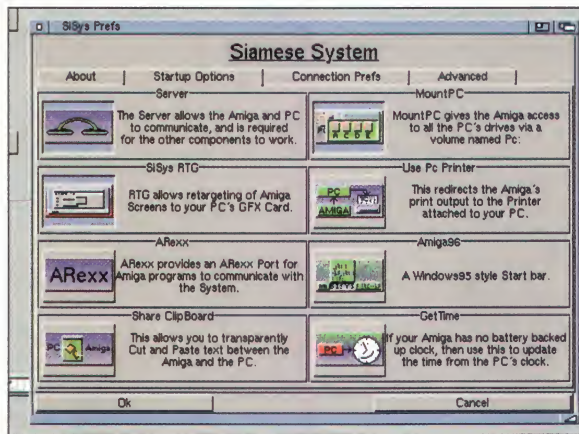 SiSys Prefs
Siamese System
About | Startup Options | Connection Prefs | Advanced |
Server
The Server allows the Amiga and PC
to communicate, and is required
for the other components to work.
MountPC
A C D E
MountPC gives the Amiga access
to all the PC's drives via a
volume named Pc:
SiSys RTG
RTG allows retargeting of Amiga
Screens to your PC's GFX Card.
Use Pc Printer
PC
AMIGA
This redirects the Amiga's
print output to the Printer
attached to your PC.
ARexx
ARexx
ARexx provides an ARexx Port for
Amiga programs to communicate with
the System.
Amiga96
A Windows95 style Start bar.
Share ClipBoard
PC Amiga
This allows you to transparently
Cut and Paste text between the
Amiga and the PC.
GetTime
PC
If your Amiga has no battery backed
up clock, then use this to update
the time from the PC's clock.
Ok
Cancel